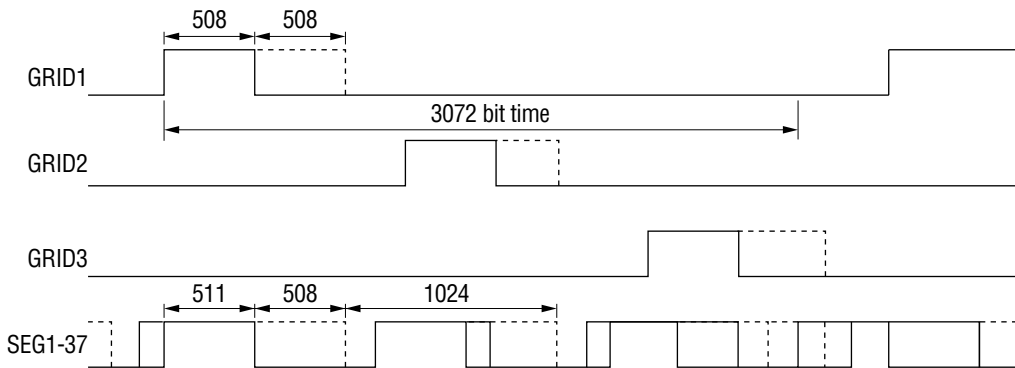 508 508
GRID1
3072 bit time
GRID2
GRID3
511 508 1024
SEG1-37